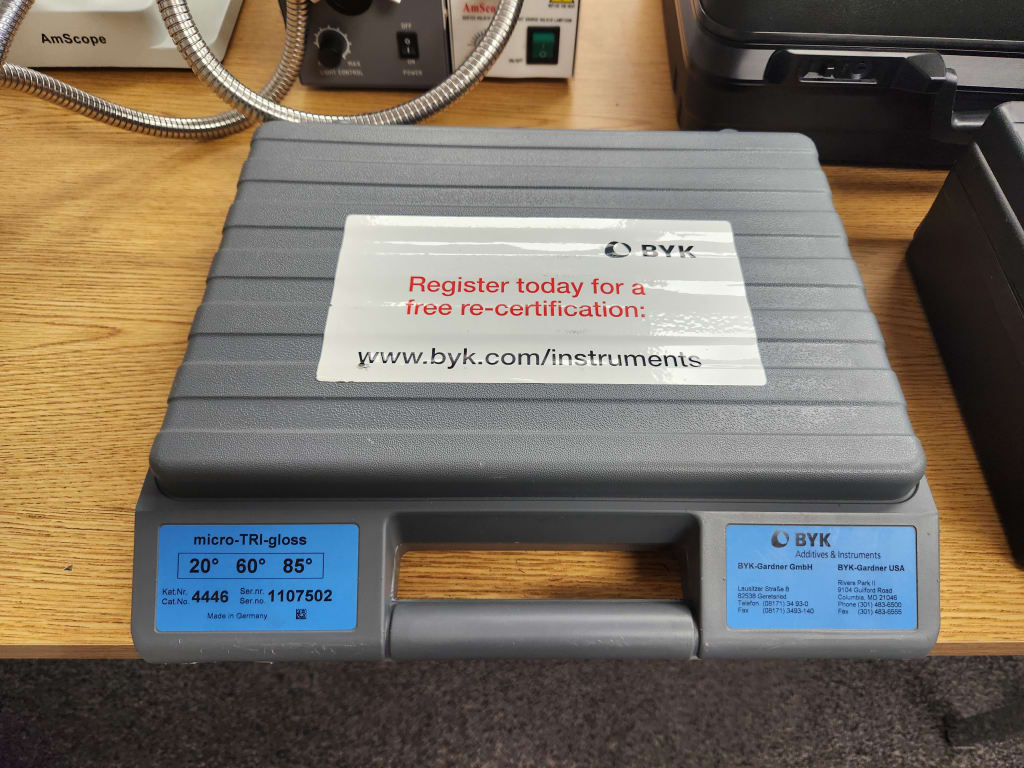 AmScope
OFF
MAX
LIGHT CONTROL
ON
POWER
AmSco
ON/OFF
BYK
Register today for a
free re-certification:
www.byk.com/instruments
micro-TRI-gloss
20° 60° 85°
Kat.Nr. Ser.nr.
Cat.No. 4446 Ser.no. 1107502
Made in Germany
BYK
Additives & Instruments
BYK-Gardner GmbH
Lausitzer Straße 8
82538 Geretsried
Telefon (08171) 34 93-0
Fax (08171) 3493-140
BYK-Gardner USA
Rivers Park II
9104 Guilford Road
Columbia, MD 21046
Phone (301) 483-6500
Fax (301) 483-6555